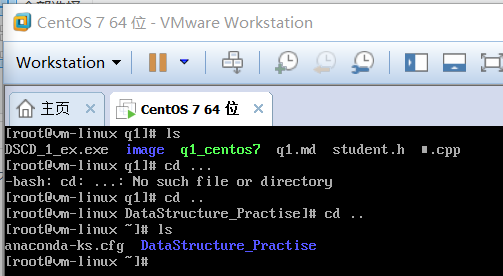 CentOS 7 64 位 - VMware Workstation
Workstation
主页 CentOS 7 64 位
[root@vm-linux q1]# ls
DSCD_1_ex.exe image q1_centos7 q1.md student.h ■.cpp
[root@vm-linux q1]# cd ...
-bash: cd: ...: No such file or directory
[root@vm-linux q1]# cd ..
[root@vm-linux DataStructure_Practise]# cd ..
[root@vm-linux ~]# ls
anaconda-ks.cfg DataStructure_Practise
[root@vm-linux ~]#